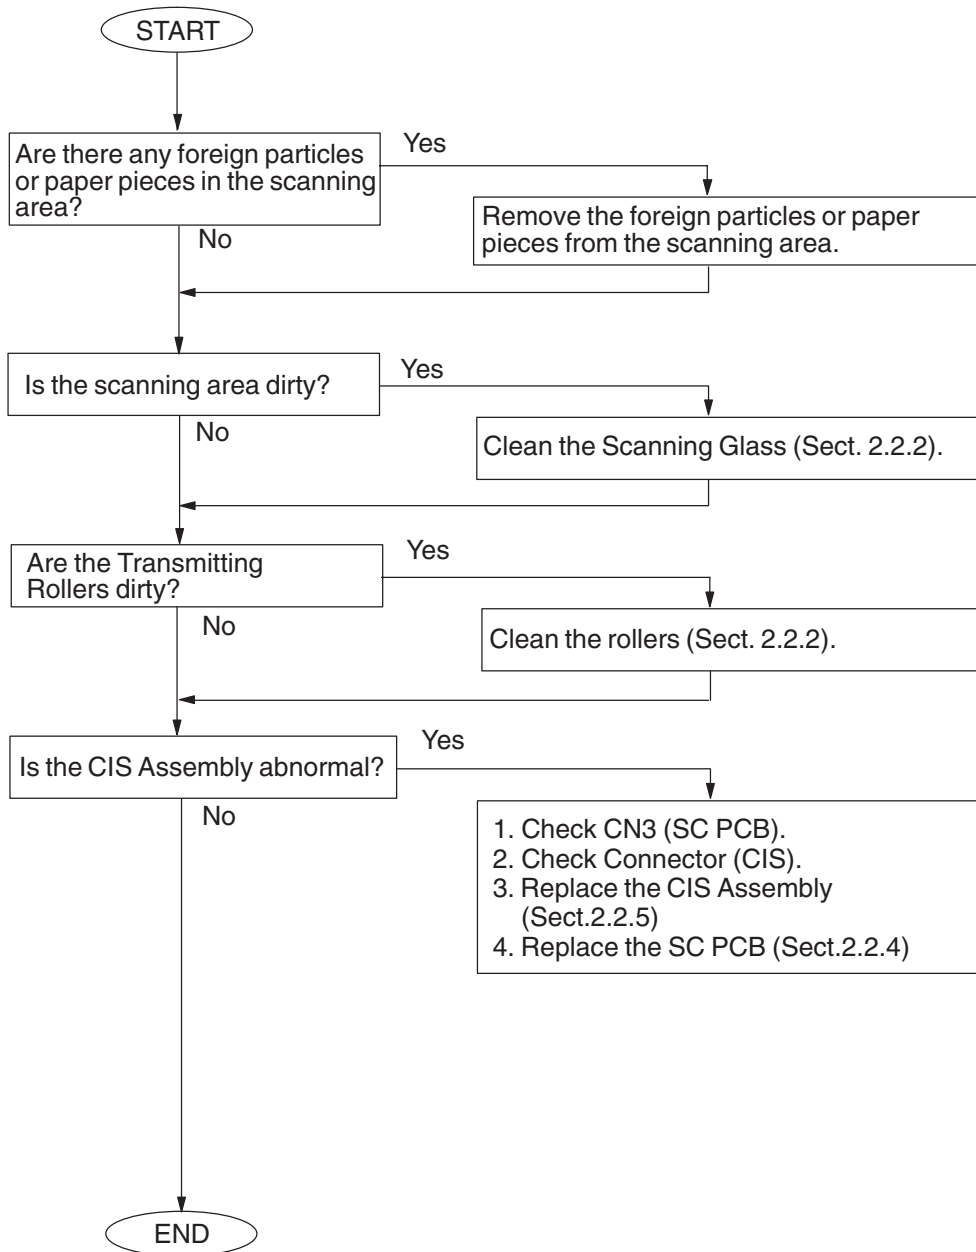 START
Are there any foreign particles
or paper pieces in the scanning
area?
Yes
Remove the foreign particles or paper
pieces from the scanning area.
No
Is the scanning area dirty?
Yes
No
Clean the Scanning Glass (Sect. 2.2.2).
Are the Transmitting
Rollers dirty?
Yes
No
Clean the rollers (Sect. 2.2.2).
Is the CIS Assembly abnormal?
Yes
No
1. Check CN3 (SC PCB).
2. Check Connector (CIS).
3. Replace the CIS Assembly
(Sect.2.2.5)
4. Replace the SC PCB (Sect.2.2.4)
END